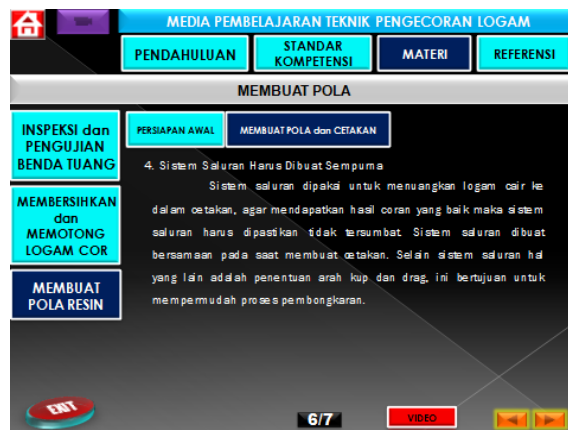 MEDIA PEMBELAJARAN TEKNIK PENGECORAN LOGAM
PENDAHULUAN
STANDAR
KOMPETENSI
MATERI
REFERENSI
MEMBUAT POLA
INSPEKSI dan
PENGUJIAN
BENDA TUANG
MEMBERSIHKAN
dan
MEMOTONG
LOGAM COR
MEMBUAT
POLA RESIN
PERSIAPAN AWAL
MEMBUAT POLA dan CETAKAN
4. Sistem Saluran Harus Dibuat Sempurna
Sistem saluran dipakai untuk menuangkan logam cair ke
dalam cetakan, agar mendapatkan hasil coran yang baik maka sistem
saluran harus dipastikan tidak tersumbat. Sistem saluran dibuat
bersamaan pada saat membuat cetakan. Selain sistem saluran hal
yang lain adalah penentuan arah kup dan drag, ini bertujuan untuk
mempermudah proses pembongkaran.
EXIT
6/7
VIDEO